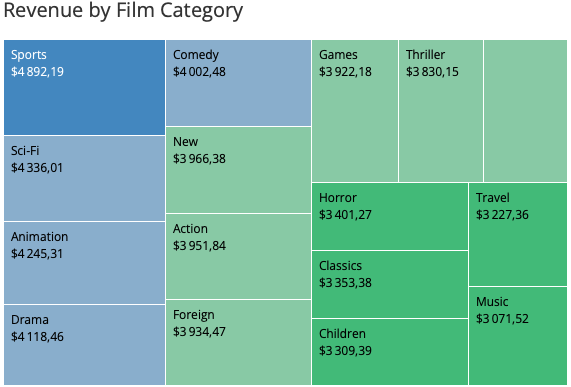 Revenue by Film Category
Sports
$4 892,19
Sci-Fi
$4 336,01
Animation
$4 245,31
Drama
$4 118,46
Comedy
$4 002,48
New
$3 966,38
Action
$3 951,84
Foreign
$3 934,47
Games
$3 922,18
Thriller
$3 830,15
Horror
$3 401,27
Classics
$3 353,38
Children
$3 309,39
Travel
$3 227,36
Music
$3 071,52